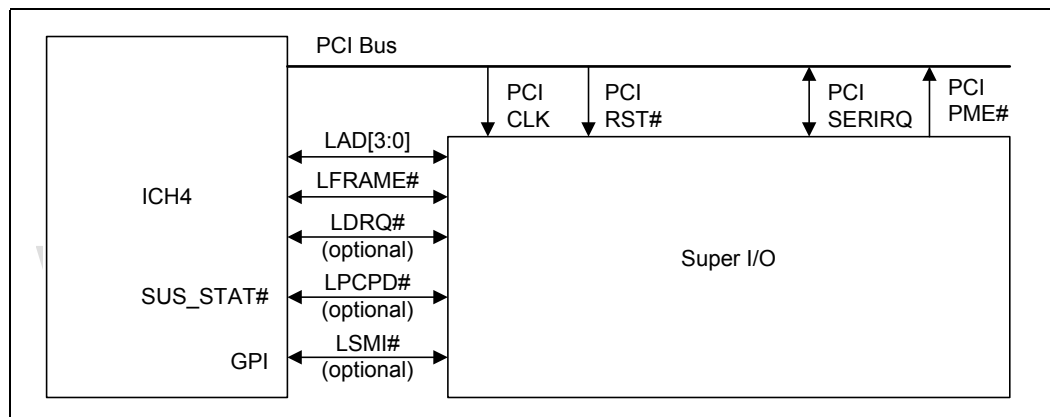 PCI Bus
PCI
CLK
PCI
RST#
PCI
SERIRQ
PCI
PME#
LAD[3:0]
LFRAME#
ICH4
LDRQ#
(optional)
Super I/O
SUS_STAT#
LPCPD#
(optional)
GPI
LSMI#
(optional)